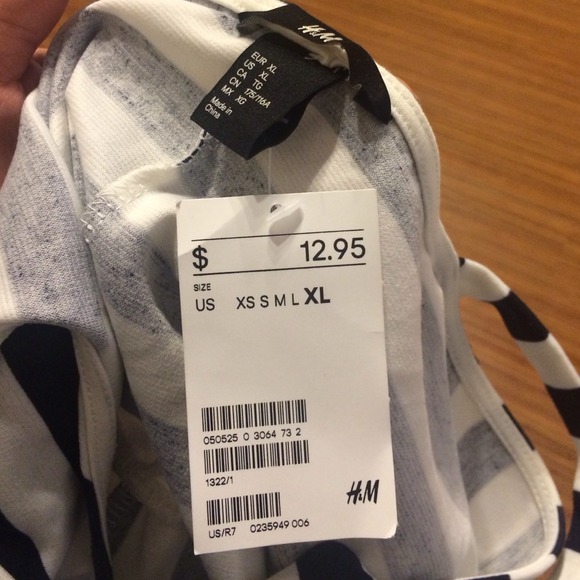 H&M
EUR XL
US XL
CA TG
CN 175/116A
MX XG
Made in
China
$ 12.95
SIZE
US XS S M L XL
050525 0 3064 73 2
1322/1
H&M
US/R7 0235949 006